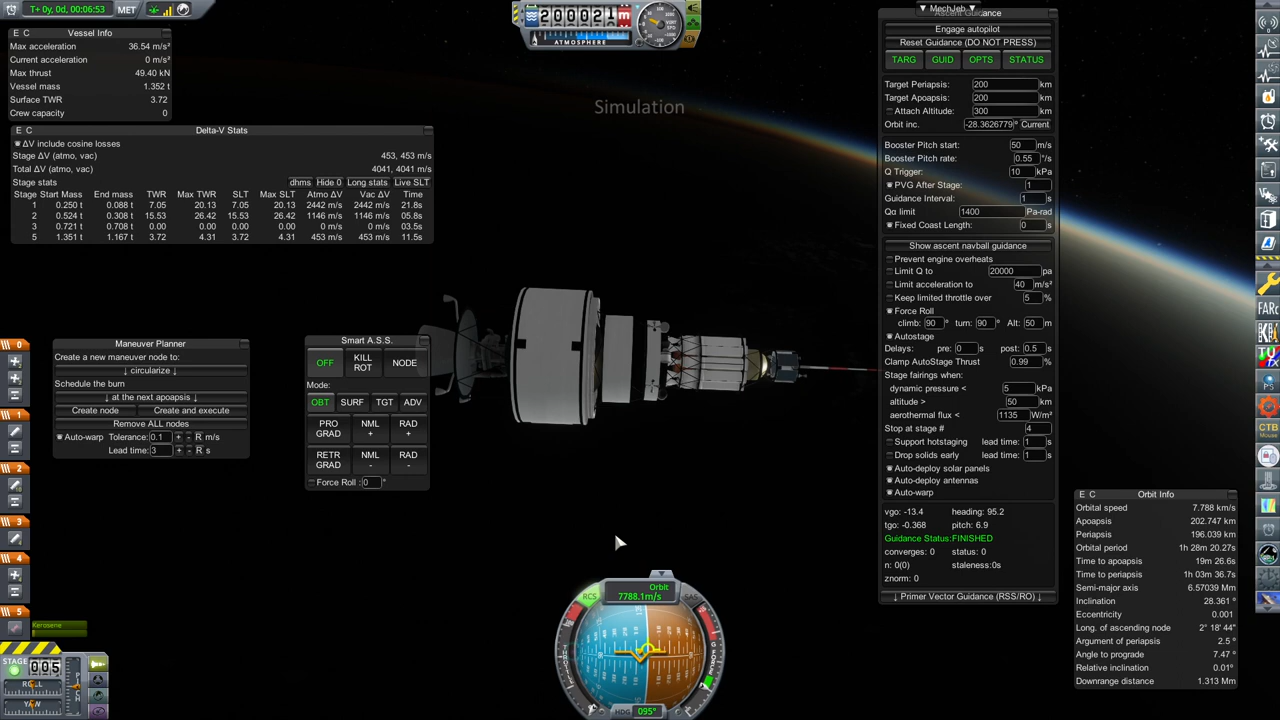 T+ 0y, 0d, 00:06:53 MET
200021 m
ATMOSPHERE
Simulation
E C Vessel Info
Max acceleration 36.54 m/s²
Current acceleration 0 m/s²
Max thrust 49.40 kN
Vessel mass 1.352 t
Surface TWR 3.72
Crew capacity 0
E C Delta-V Stats
ΔV include cosine losses
Stage ΔV (atmo, vac) 453, 453 m/s
Total ΔV (atmo, vac) 4041, 4041 m/s
Stage stats dhms Hide 0 Long stats Live SLT
Stage Start Mass End mass TWR Max TWR SLT Max SLT Atmo ΔV Vac ΔV Time
1 0.250 t 0.088 t 7.05 20.13 7.05 20.13 2442 m/s 2442 m/s 21.8s
2 0.524 t 0.308 t 15.53 26.42 15.53 26.42 1146 m/s 1146 m/s 05.8s
3 0.721 t 0.708 t 0.00 0.00 0.00 0.00 0 m/s 0 m/s 03.5s
5 1.351 t 1.167 t 3.72 4.31 3.72 4.31 453 m/s 453 m/s 11.5s
Maneuver Planner
Create a new maneuver node to:
↓ circularize ↓
Schedule the burn
↓ at the next apoapsis ↓
Create node Create and execute
Remove ALL nodes
Auto-warp Tolerance: 0.1 + - R m/s
Lead time: 3 + - R s
Smart A.S.S.
OFF KILL ROT NODE
Mode:
OBT SURF TGT ADV
PRO GRAD NML + RAD +
RETR GRAD NML - RAD -
Force Roll : 0 °
▼ MechJeb ▼
Ascent Guidance
Engage autopilot
Reset Guidance (DO NOT PRESS)
TARG GUID OPTS STATUS
Target Periapsis: 200 km
Target Apoapsis: 200 km
Attach Altitude: 300 km
Orbit inc. -28.3626779 ° Current
Booster Pitch start: 50 m/s
Booster Pitch rate: 0.55 °/s
Q Trigger: 10 kPa
PVG After Stage: 1
Guidance Interval: 1 s
Qα limit 1400 Pa-rad
Fixed Coast Length: 0 s
Show ascent navball guidance
Prevent engine overheats
Limit Q to 20000 pa
Limit acceleration to 40 m/s²
Keep limited throttle over 5 %
Force Roll
climb: 90 ° turn: 90 ° Alt: 50 m
Autostage
Delays: pre: 0 s post: 0.5 s
Clamp AutoStage Thrust 0.99 %
Stage fairings when:
dynamic pressure < 5 kPa
altitude > 50 km
aerothermal flux < 1135 W/m²
Stop at stage # 4
Support hotstaging lead time: 1 s
Drop solids early lead time: 1 s
Auto-deploy solar panels
Auto-deploy antennas
Auto-warp
vgo: -13.4 heading: 95.2
tgo: -0.368 pitch: 6.9
Guidance Status:FINISHED
converges: 0 status: 0
n: 0(0) staleness:0s
znorm: 0
↓ Primer Vector Guidance (RSS/RO) ↓
E C Orbit Info
Orbital speed 7.788 km/s
Apoapsis 202.747 km
Periapsis 196.039 km
Orbital period 1h 28m 20.27s
Time to apoapsis 19m 26.6s
Time to periapsis 1h 03m 36.7s
Semi-major axis 6.57039 Mm
Inclination 28.361 °
Eccentricity 0.001
Long. of ascending node 2° 18' 44"
Argument of periapsis 2.5 °
Angle to prograde 7.47 °
Relative inclination 0.01°
Downrange distance 1.313 Mm
0
1
2
3
4
5
Kerosene
STAGE 005
ROLL
YAW
PITCH
Orbit
7788.1m/s
RCS SAS
HDG 095°
FARc
CTB
Mouse
PS